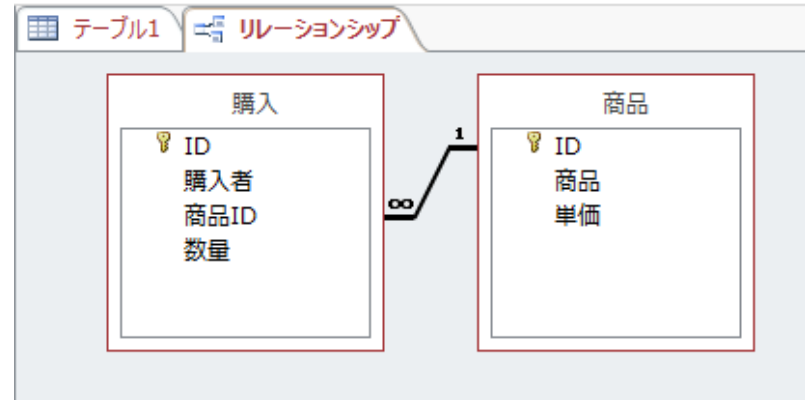 テーブル1
リレーションシップ
購入
ID
購入者
商品ID
数量
∞
1
商品
ID
商品
単価